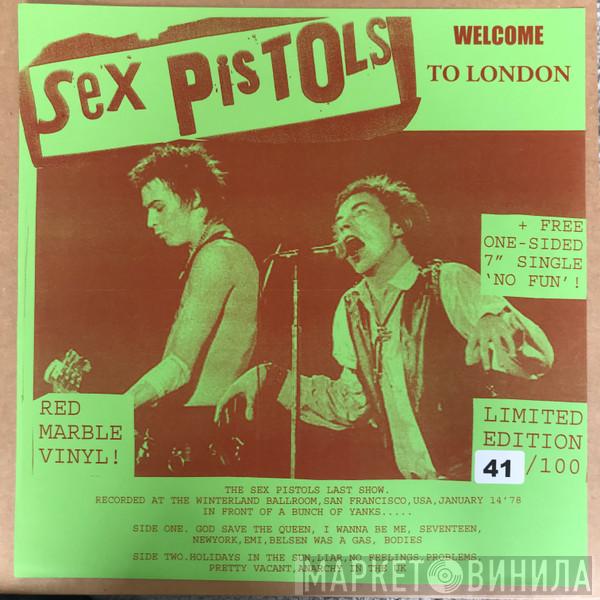 SEX PISTOLS
WELCOME
TO LONDON
+ FREE
ONE-SIDED
7" SINGLE
'NO FUN'!
RED
MARBLE
VINYL!
LIMITED
EDITION
41 /100
THE SEX PISTOLS LAST SHOW.
RECORDED AT THE WINTERLAND BALLROOM,SAN FRANCISCO,USA,JANUARY 14'78
IN FRONT OF A BUNCH OF YANKS.....
SIDE ONE. GOD SAVE THE QUEEN, I WANNA BE ME, SEVENTEEN,
NEWYORK,EMI,BELSEN WAS A GAS, BODIES
SIDE TWO.HOLIDAYS IN THE SUN,LIAR,NO FEELINGS,PROBLEMS,
PRETTY VACANT,ANARCHY IN THE UK
МАРКЕТ ВИНИЛА